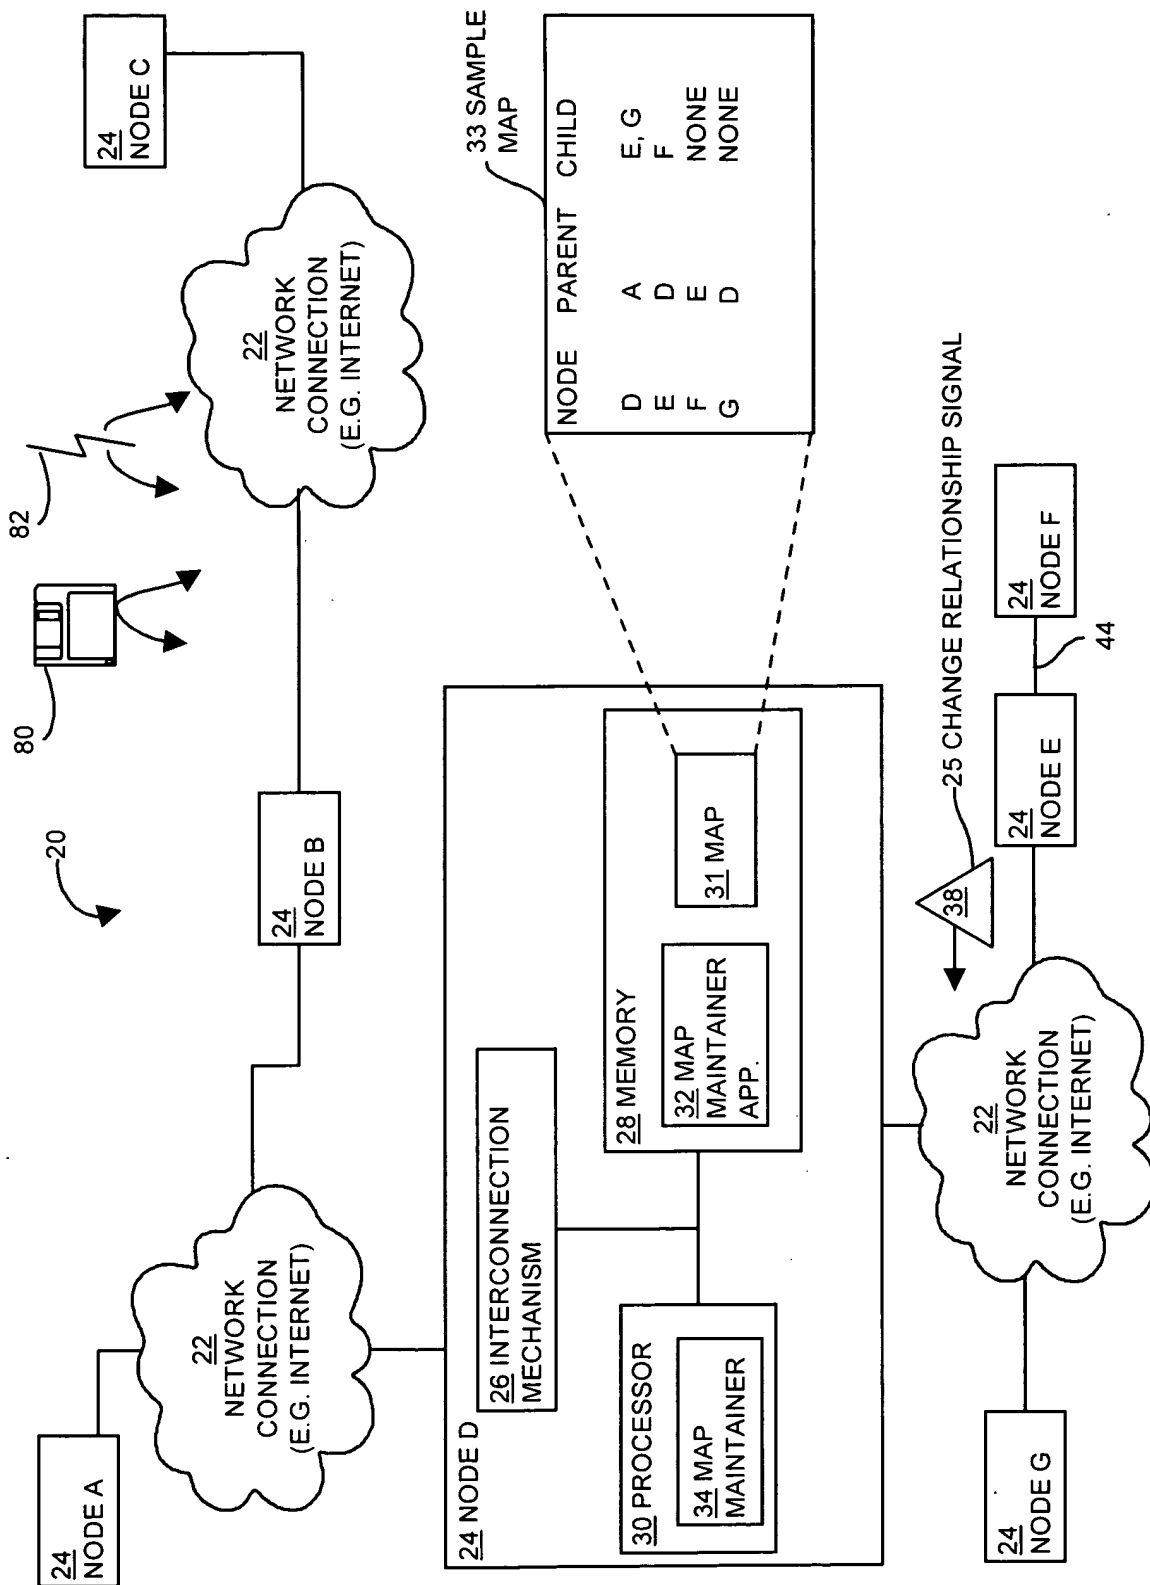 24
NODE A
22
NETWORK
CONNECTION
(E.G. INTERNET)
20
24
NODE B
80
82
22
NETWORK
CONNECTION
(E.G. INTERNET)
24
NODE C
24 NODE D
26 INTERCONNECTION
MECHANISM
30 PROCESSOR
34 MAP
MAINTAINER
28 MEMORY
32 MAP
MAINTAINER
APP.
31 MAP
33 SAMPLE
MAP
NODE PARENT CHILD
D A E, G
E D F
F E NONE
G D NONE
24
NODE G
22
NETWORK
CONNECTION
(E.G. INTERNET)
38
25 CHANGE RELATIONSHIP SIGNAL
24
NODE E
44
24
NODE F